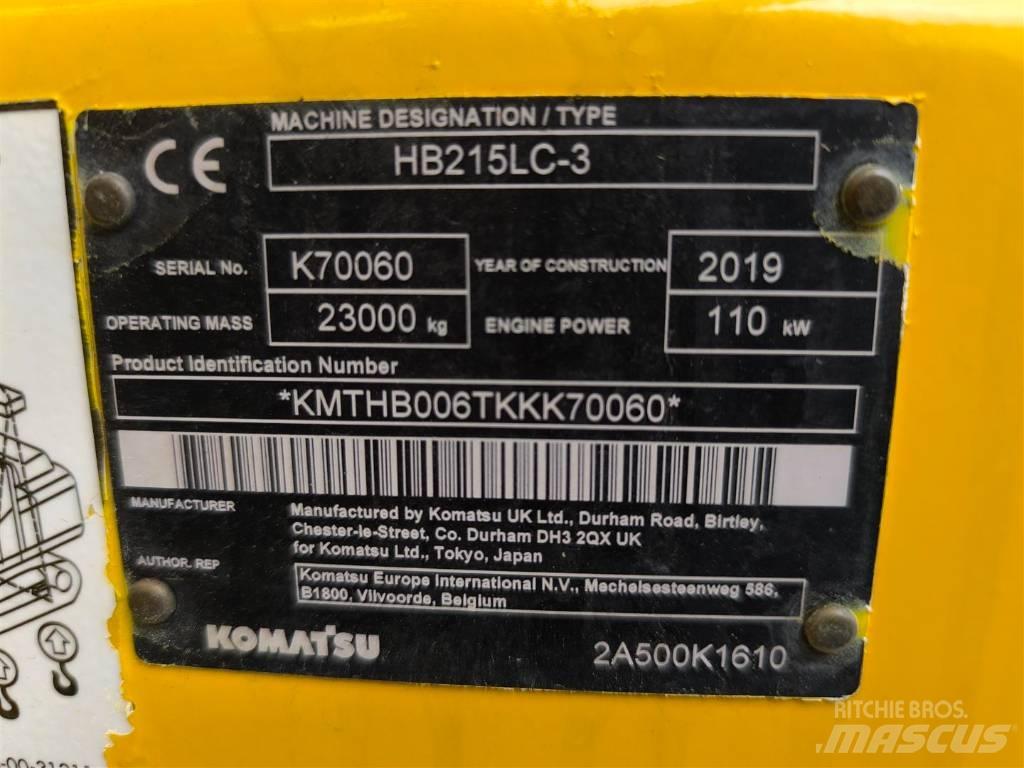 MACHINE DESIGNATION / TYPE
CE
HB215LC-3
SERIAL No.
K70060
YEAR OF CONSTRUCTION
2019
OPERATING MASS
23000 kg
ENGINE POWER
110 kW
Product Identification Number
*KMTHB006TKKK70060*
MANUFACTURER
Manufactured by Komatsu UK Ltd., Durham Road, Birtley,
Chester-le-Street, Co. Durham DH3 2QX UK
for Komatsu Ltd., Tokyo, Japan
AUTHOR. REP
Komatsu Europe International N.V., Mechelsesteenweg 586,
B1800, Vilvoorde, Belgium
KOMATSU
2A500K1610
RITCHIE BROS.
MASCUS